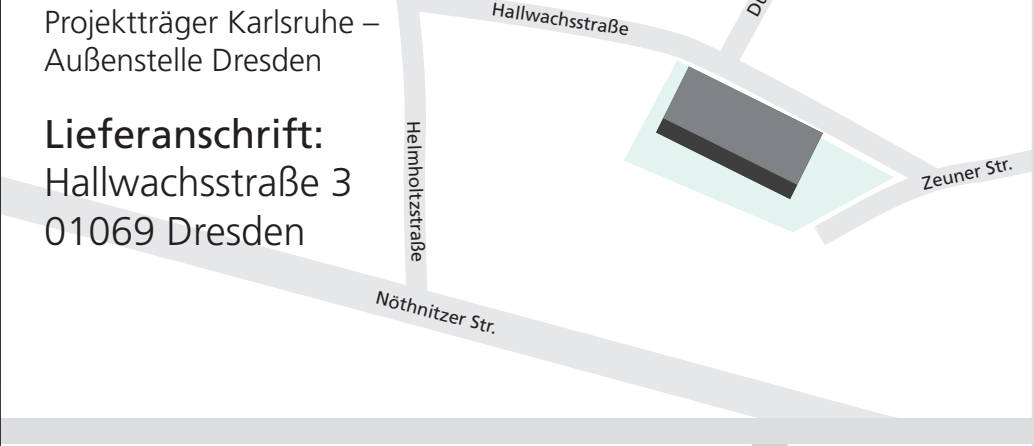 Projektträger Karlsruhe –
Außenstelle Dresden
Lieferanschrift:
Hallwachsstraße 3
01069 Dresden
Hallwachsstraße
Helmholtzstraße
Zeuner Str.
Nöthnitzer Str.